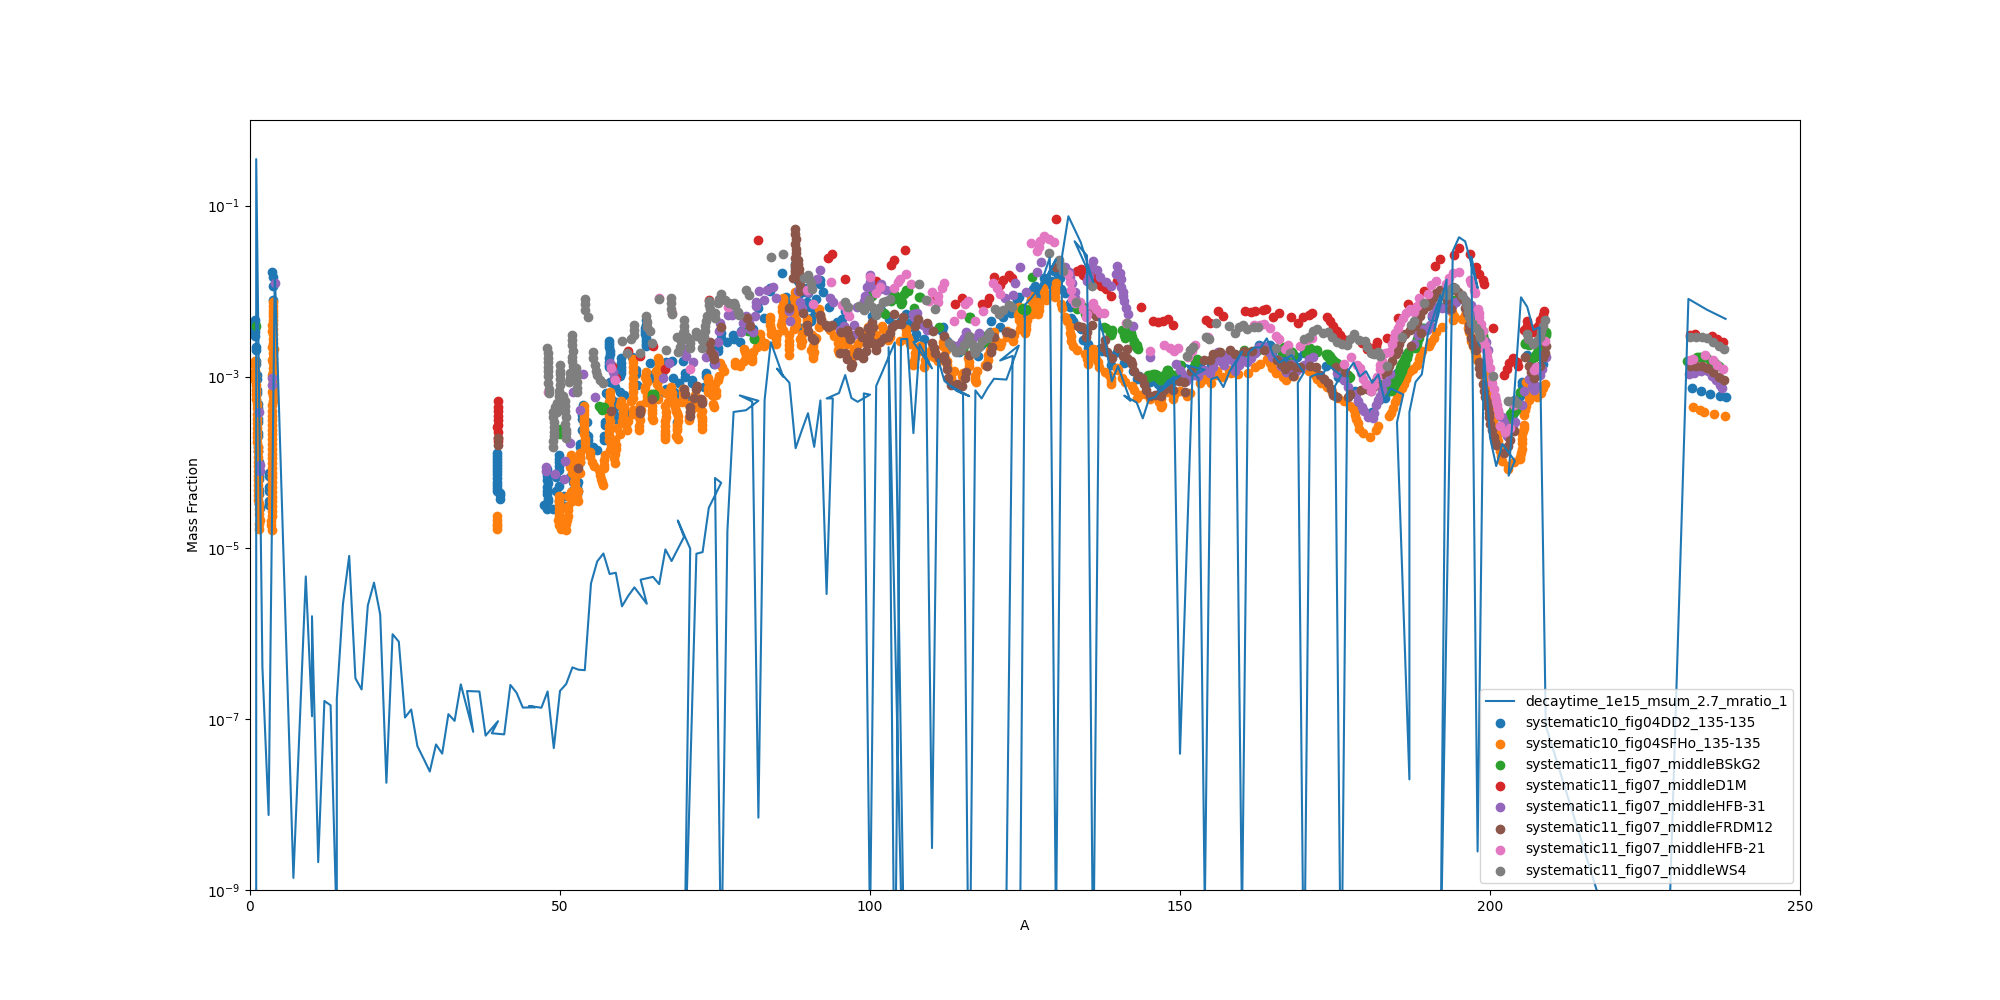 Mass Fraction
10⁻¹
10⁻³
10⁻⁵
10⁻⁷
10⁻⁹
0 50 100 150 200 250
A
decaytime_1e15_msum_2.7_mratio_1
systematic10_fig04DD2_135-135
systematic10_fig04SFHo_135-135
systematic11_fig07_middleBSkG2
systematic11_fig07_middleD1M
systematic11_fig07_middleHFB-31
systematic11_fig07_middleFRDM12
systematic11_fig07_middleHFB-21
systematic11_fig07_middleWS4